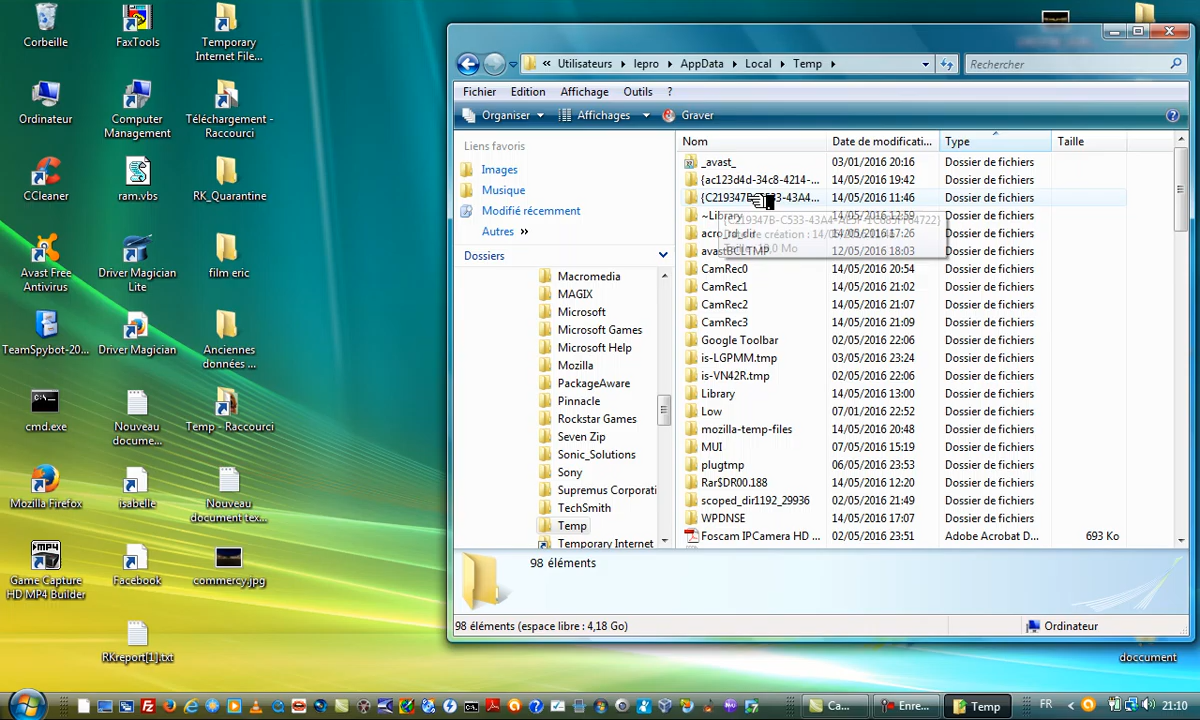 Corbeille
FaxTools
Temporary Internet File...
Ordinateur
Computer Management
Téléchargement - Raccourci
CCleaner
ram.vbs
RK_Quarantine
Avast Free Antivirus
Driver Magician Lite
film eric
TeamSpybot-20...
Driver Magician
Anciennes données ...
cmd.exe
Nouveau docume...
Temp - Raccourci
Mozilla Firefox
isabelle
Nouveau document tex...
Game Capture HD MP4 Builder
Facebook
commercy.jpg
RKreport[1].txt
doccument
« Utilisateurs lepro AppData Local Temp
Rechercher
Fichier Edition Affichage Outils ?
Organiser Affichages Graver
Liens favoris
Images
Musique
Modifié récemment
Autres »
Dossiers
Macromedia
MAGIX
Microsoft
Microsoft Games
Microsoft Help
Mozilla
PackageAware
Pinnacle
Rockstar Games
Seven Zip
Sonic_Solutions
Sony
Supremus Corporati
TechSmith
Temp
Temporary Internet
Nom Date de modificati... Type Taille
_avast_ 03/01/2016 20:16 Dossier de fichiers
{ac123d4d-34c8-4214-... 14/05/2016 19:42 Dossier de fichiers
14/05/2016 11:46 Dossier de fichiers
~Library 14/05/2016 12:59 Dossier de fichiers
17:26 Dossier de fichiers
avastBCLTMP 12/05/2016 18:03 Dossier de fichiers
CamRec0 14/05/2016 20:54 Dossier de fichiers
CamRec1 14/05/2016 21:02 Dossier de fichiers
CamRec2 14/05/2016 21:07 Dossier de fichiers
CamRec3 14/05/2016 21:09 Dossier de fichiers
Google Toolbar 02/05/2016 22:06 Dossier de fichiers
is-LGPMM.tmp 03/05/2016 23:24 Dossier de fichiers
is-VN42R.tmp 02/05/2016 22:06 Dossier de fichiers
Library 14/05/2016 13:00 Dossier de fichiers
Low 07/01/2016 22:52 Dossier de fichiers
mozilla-temp-files 14/05/2016 20:48 Dossier de fichiers
MUI 07/05/2016 15:19 Dossier de fichiers
plugtmp 06/05/2016 23:53 Dossier de fichiers
Rar$DR00.188 14/05/2016 12:20 Dossier de fichiers
scoped_dir1192_29936 02/05/2016 21:49 Dossier de fichiers
WPDNSE 14/05/2016 17:07 Dossier de fichiers
Foscam IPCamera HD ... 02/05/2016 23:51 Adobe Acrobat D... 693 Ko
98 éléments
98 éléments (espace libre : 4,18 Go)
Ordinateur
Ca... Enre... Temp FR 21:10